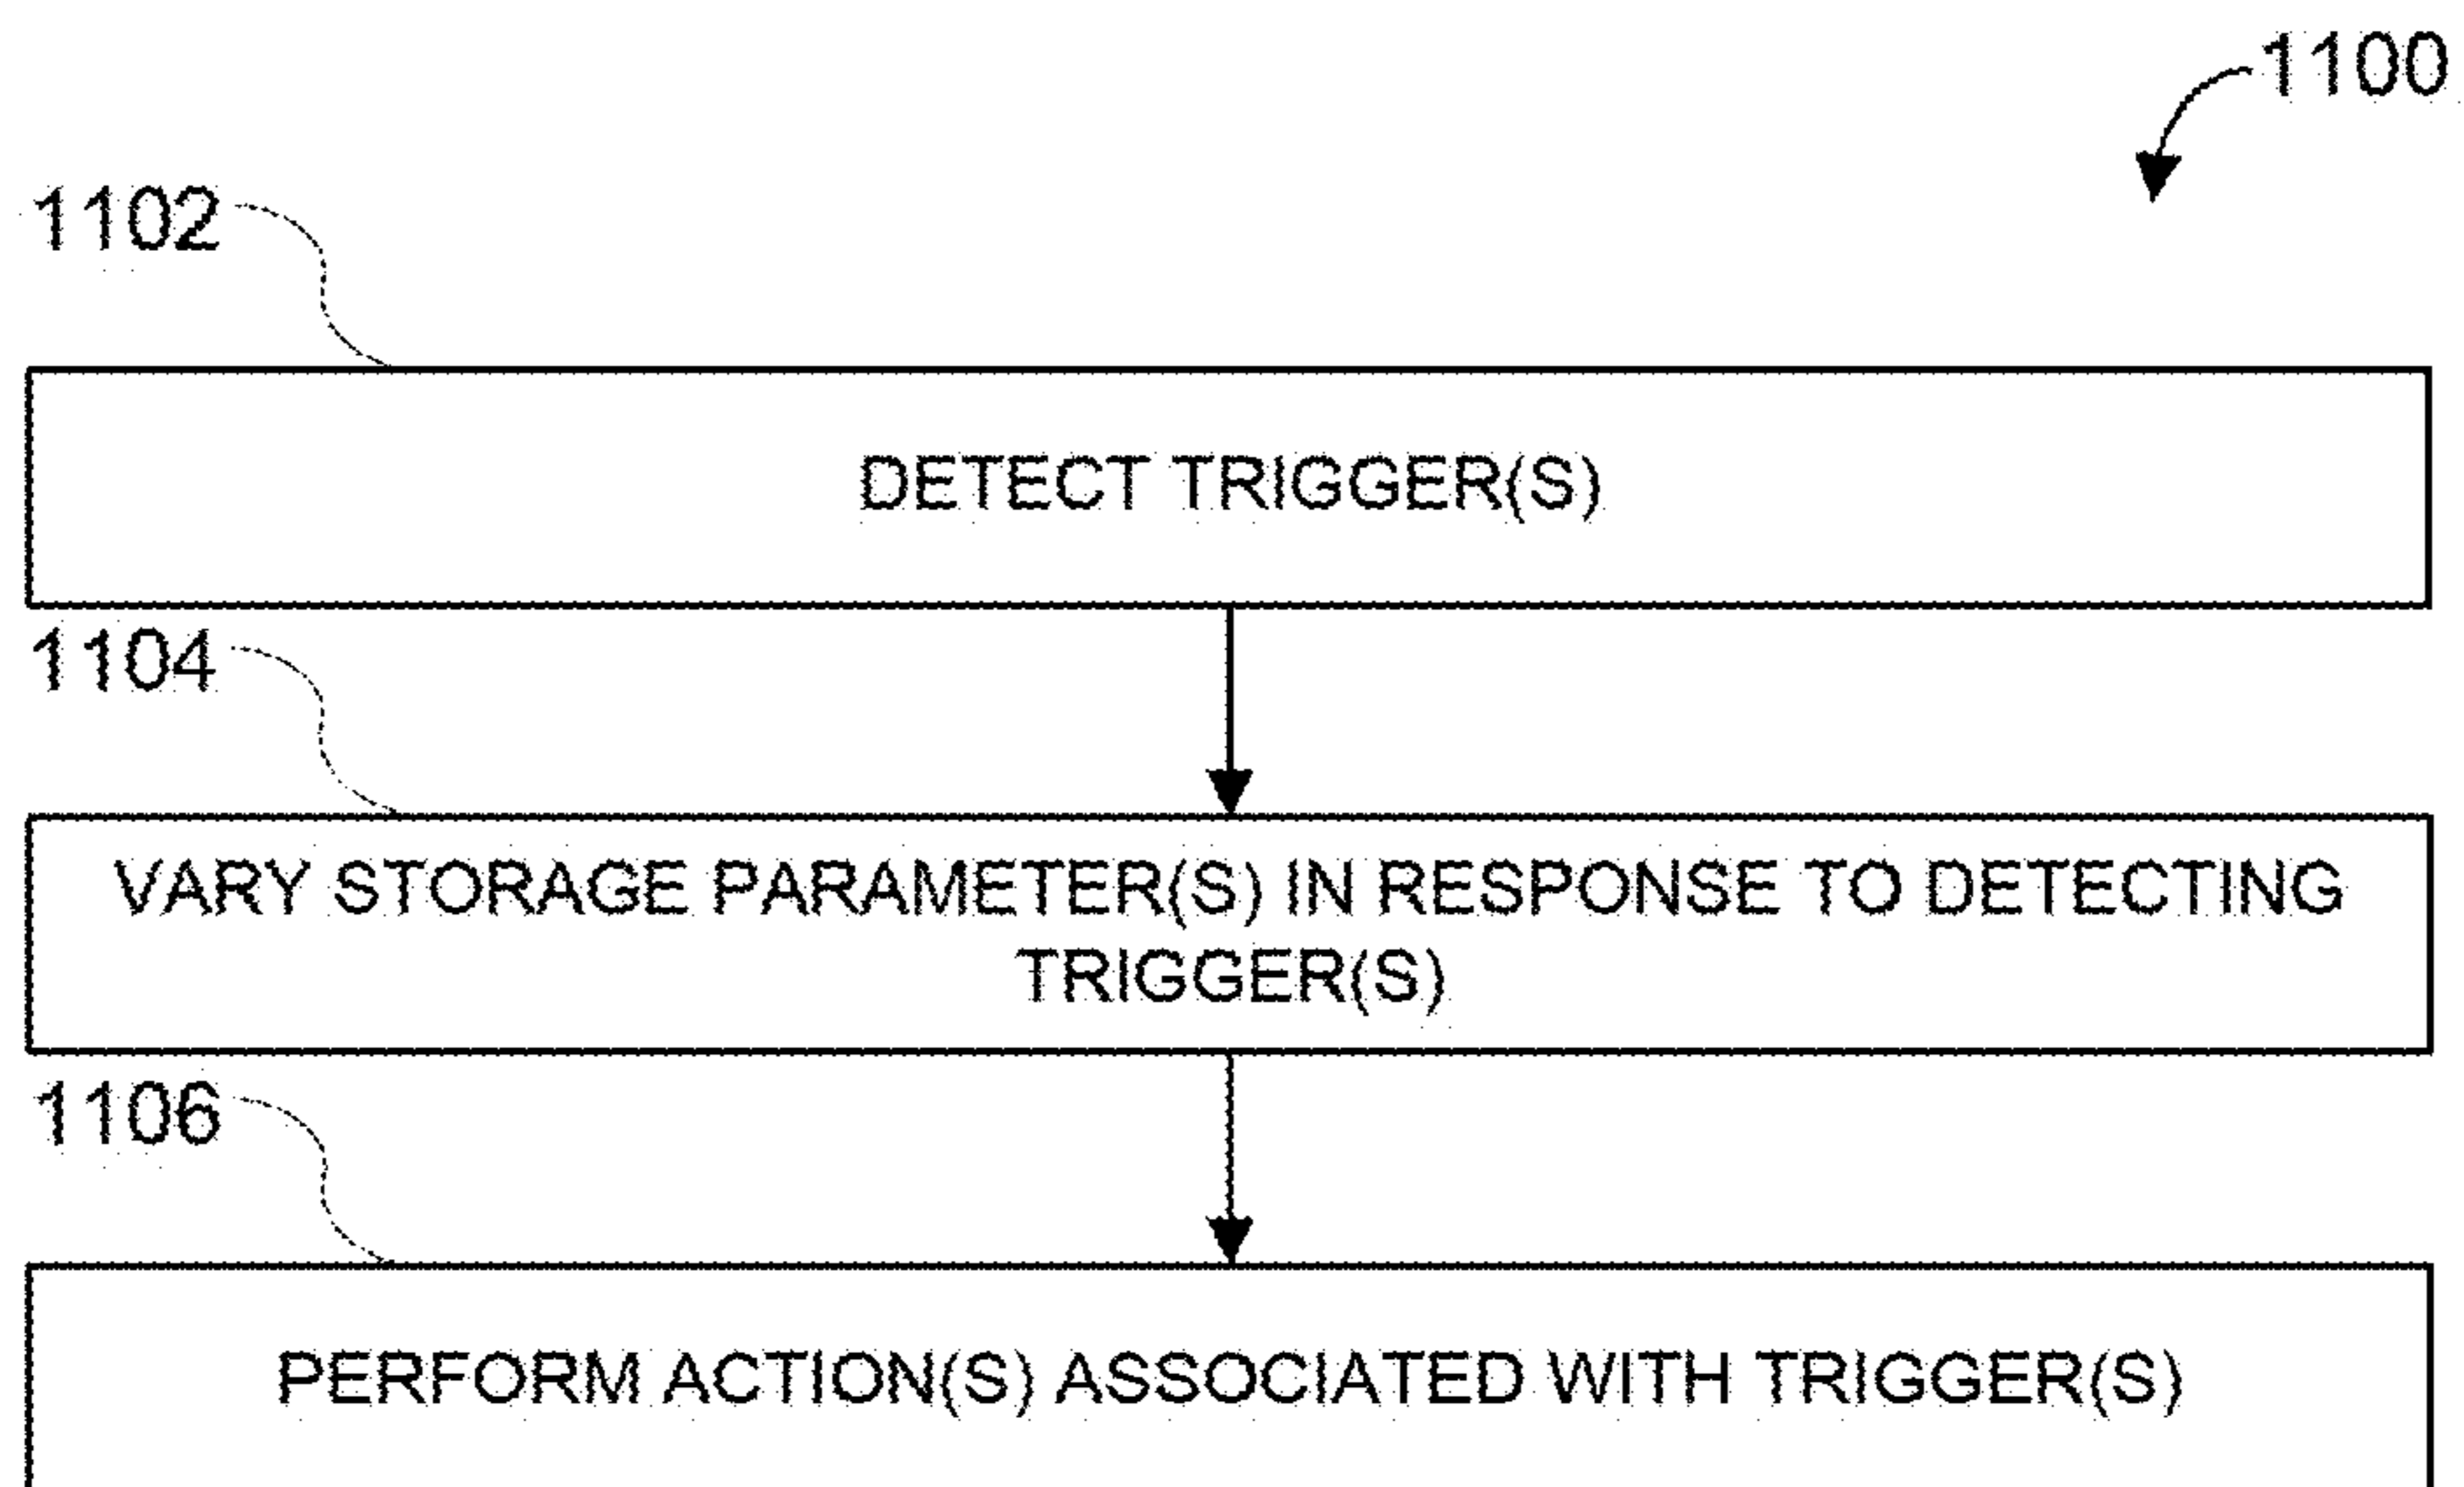 1100
1102
DETECT TRIGGER(S)
1104
VARY STORAGE PARAMETER(S) IN RESPONSE TO DETECTING
TRIGGER(S)
1106
PERFORM ACTION(S) ASSOCIATED WITH TRIGGER(S)